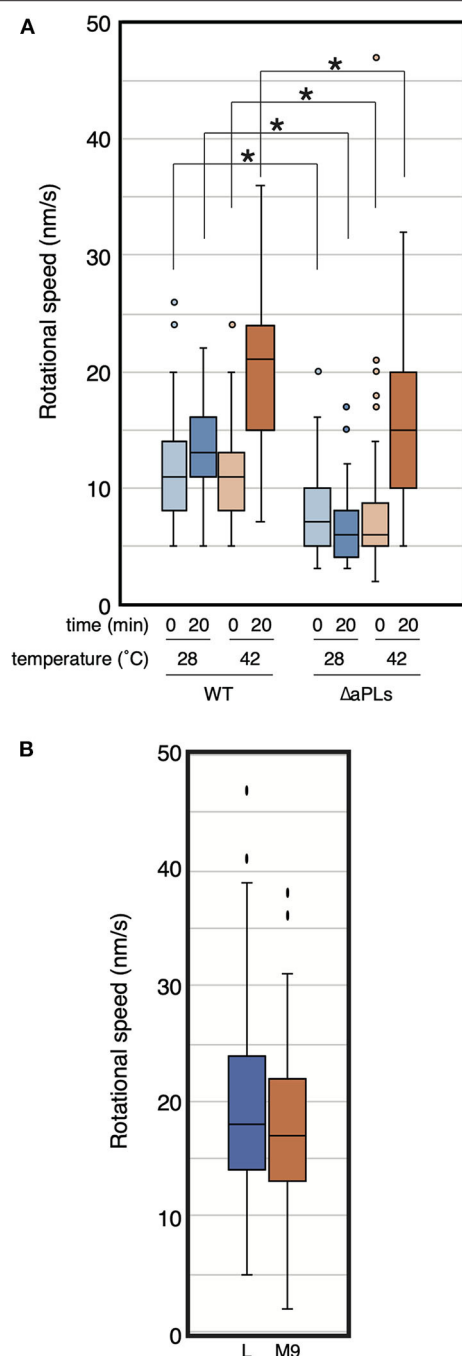 A
50
40
30
20
10
0
Rotational speed (nm/s)
*
*
*
*
time (min) 0 20 0 20 0 20 0 20
temperature (˚C) 28 42 28 42
WT ΔaPLs
B
50
40
30
20
10
0
Rotational speed (nm/s)
L M9